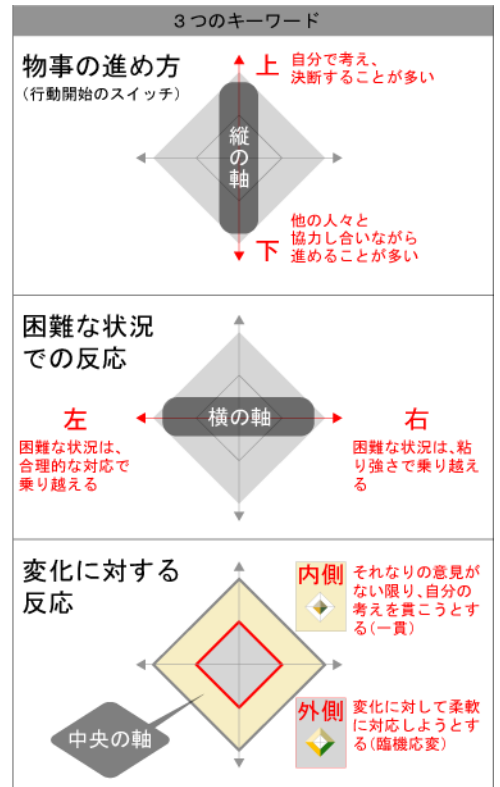 3つのキーワード
物事の進め方
(行動開始のスイッチ)
上
自分で考え、
決断することが多い
縦の軸
下
他の人々と
協力し合いながら
進めることが多い
困難な状況
での反応
左
困難な状況は、
合理的な対応で
乗り越える
横の軸
右
困難な状況は、粘
り強さで乗り越え
る
変化に対する
反応
内側
それなりの意見が
ない限り、自分の
考えを貫こうとす
る(一貫)
外側
変化に対して柔軟
に対応しようとす
る(臨機応変)
中央の軸